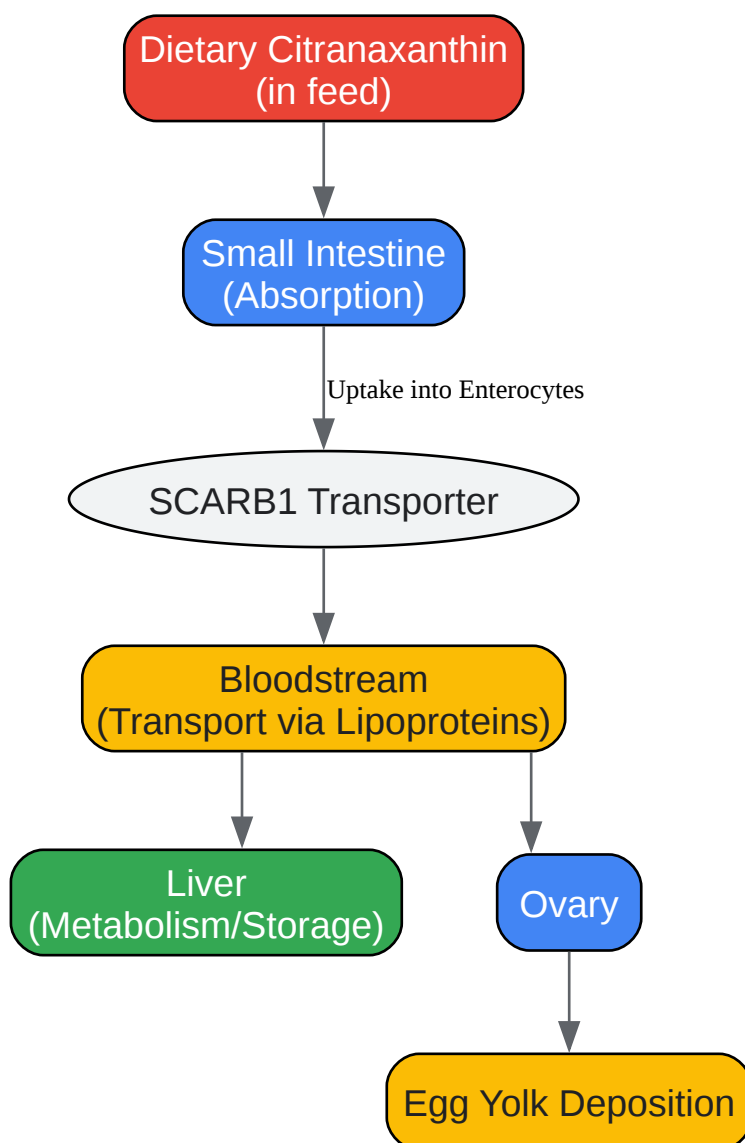 Dietary Citranaxanthin
(in feed)
Small Intestine
(Absorption)
Uptake into Enterocytes
SCARB1 Transporter
Bloodstream
(Transport via Lipoproteins)
Liver
(Metabolism/Storage)
Ovary
Egg Yolk Deposition